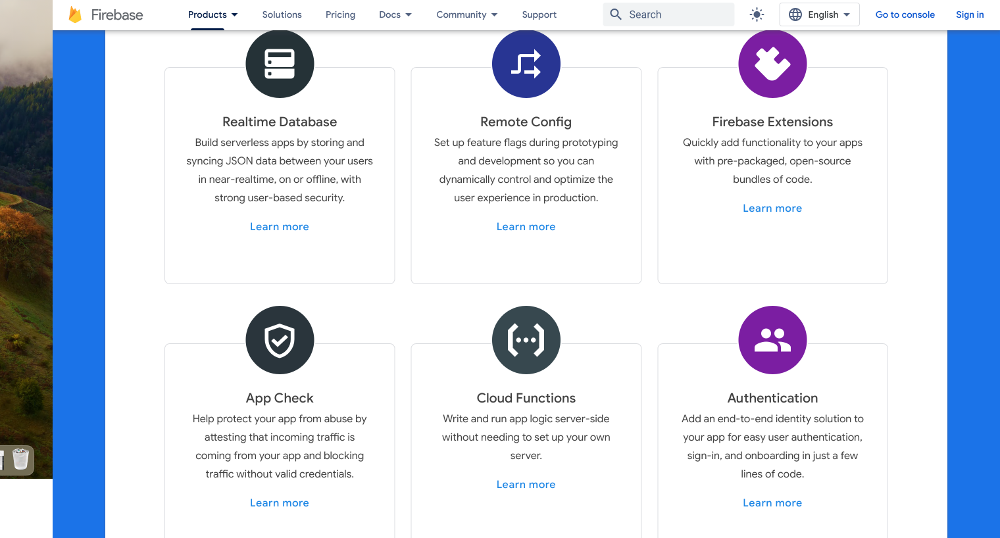 Firebase Products Solutions Pricing Docs Community Support Search English Go to console Sign in
Realtime Database
Build serverless apps by storing and
syncing JSON data between your users
in near-realtime, on or offline, with
strong user-based security.
Learn more
Remote Config
Set up feature flags during prototyping
and development so you can
dynamically control and optimize the
user experience in production.
Learn more
Firebase Extensions
Quickly add functionality to your apps
with pre-packaged, open-source
bundles of code.
Learn more
App Check
Help protect your app from abuse by
attesting that incoming traffic is
coming from your app and blocking
traffic without valid credentials.
Learn more
Cloud Functions
Write and run app logic server-side
without needing to set up your own
server.
Learn more
Authentication
Add an end-to-end identity solution to
your app for easy user authentication,
sign-in, and onboarding in just a few
lines of code.
Learn more